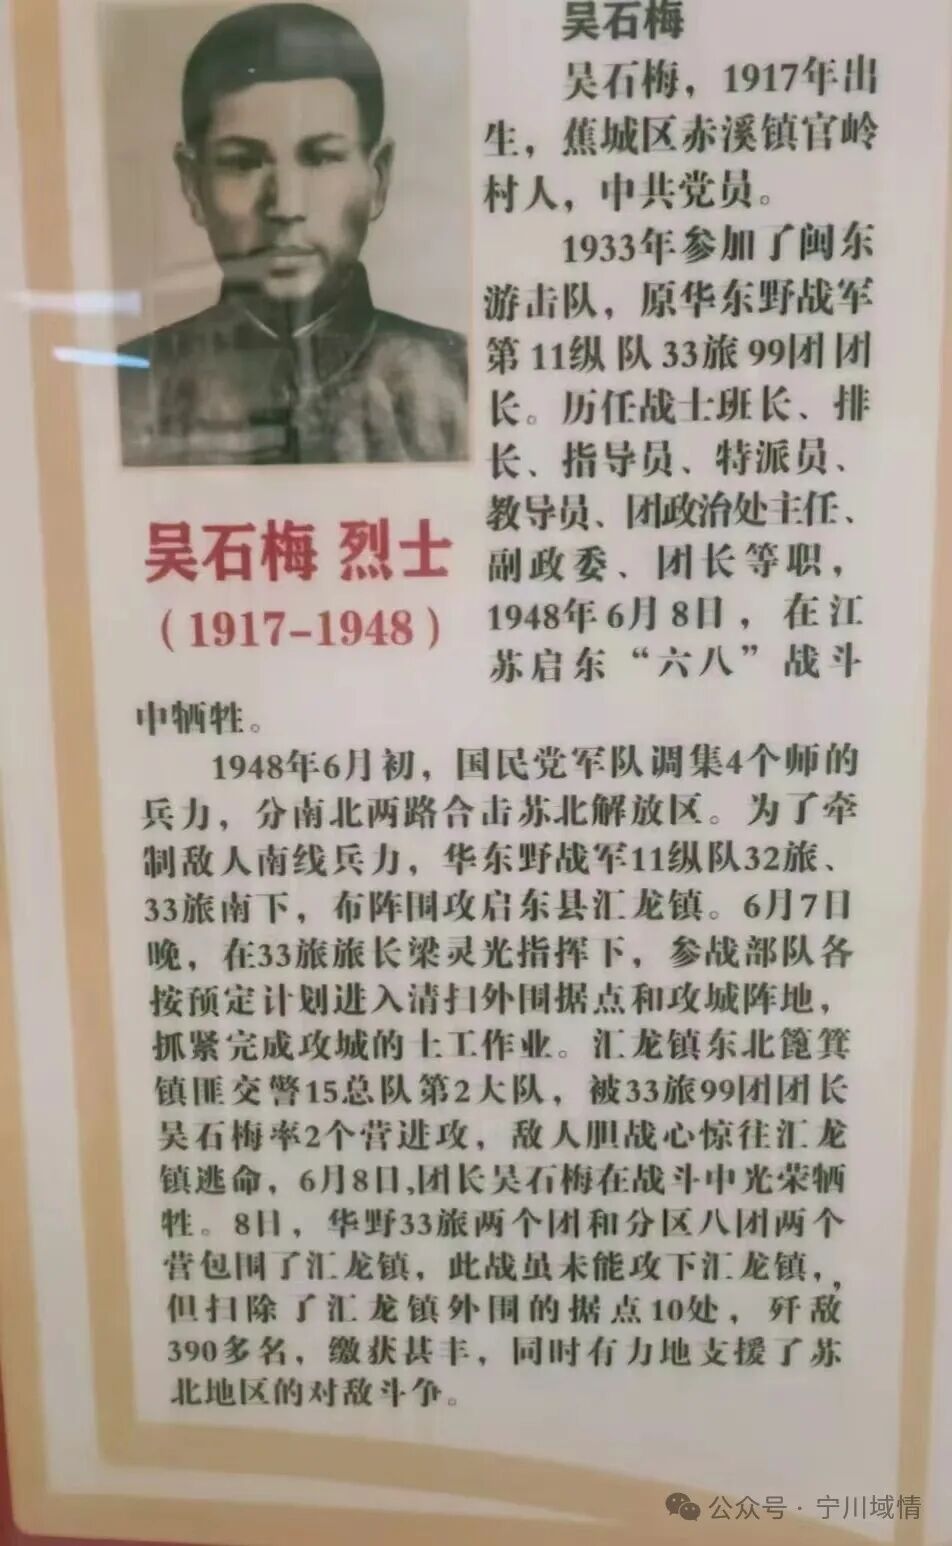 吴石梅
吴石梅，1917年出
生，蕉城区赤溪镇官岭
村人，中共党员。
1933年参加了闽东
游击队，原华东野战军
第11纵队33旅99团团
长。历任战士班长、排
长、指导员、特派员、
教导员、团政治处主任、
副政委、团长等职，
1948年6月8日，在江
苏启东“六八”战斗
中牺牲。
吴石梅 烈士
（1917-1948）
1948年6月初，国民党军队调集4个师的
兵力，分南北两路合击苏北解放区。为了牵
制敌人南线兵力，华东野战军11纵队32旅、
33旅南下，布阵围攻启东县汇龙镇。6月7日
晚，在33旅旅长梁灵光指挥下，参战部队各
按预定计划进入清扫外围据点和攻城阵地，
抓紧完成攻城的土工作业。汇龙镇东北篦箕
镇匪交警15总队第2大队，被33旅99团团长
吴石梅率2个营进攻，敌人胆战心惊往汇龙
镇逃命，6月8日,团长吴石梅在战斗中光荣牺
牲。8日，华野33旅两个团和分区八团两个
营包围了汇龙镇，此战虽未能攻下汇龙镇，,
但扫除了汇龙镇外围的据点10处，歼敌
390多名，缴获甚丰，同时有力地支援了苏
北地区的对敌斗争。
公众号·宁川域情